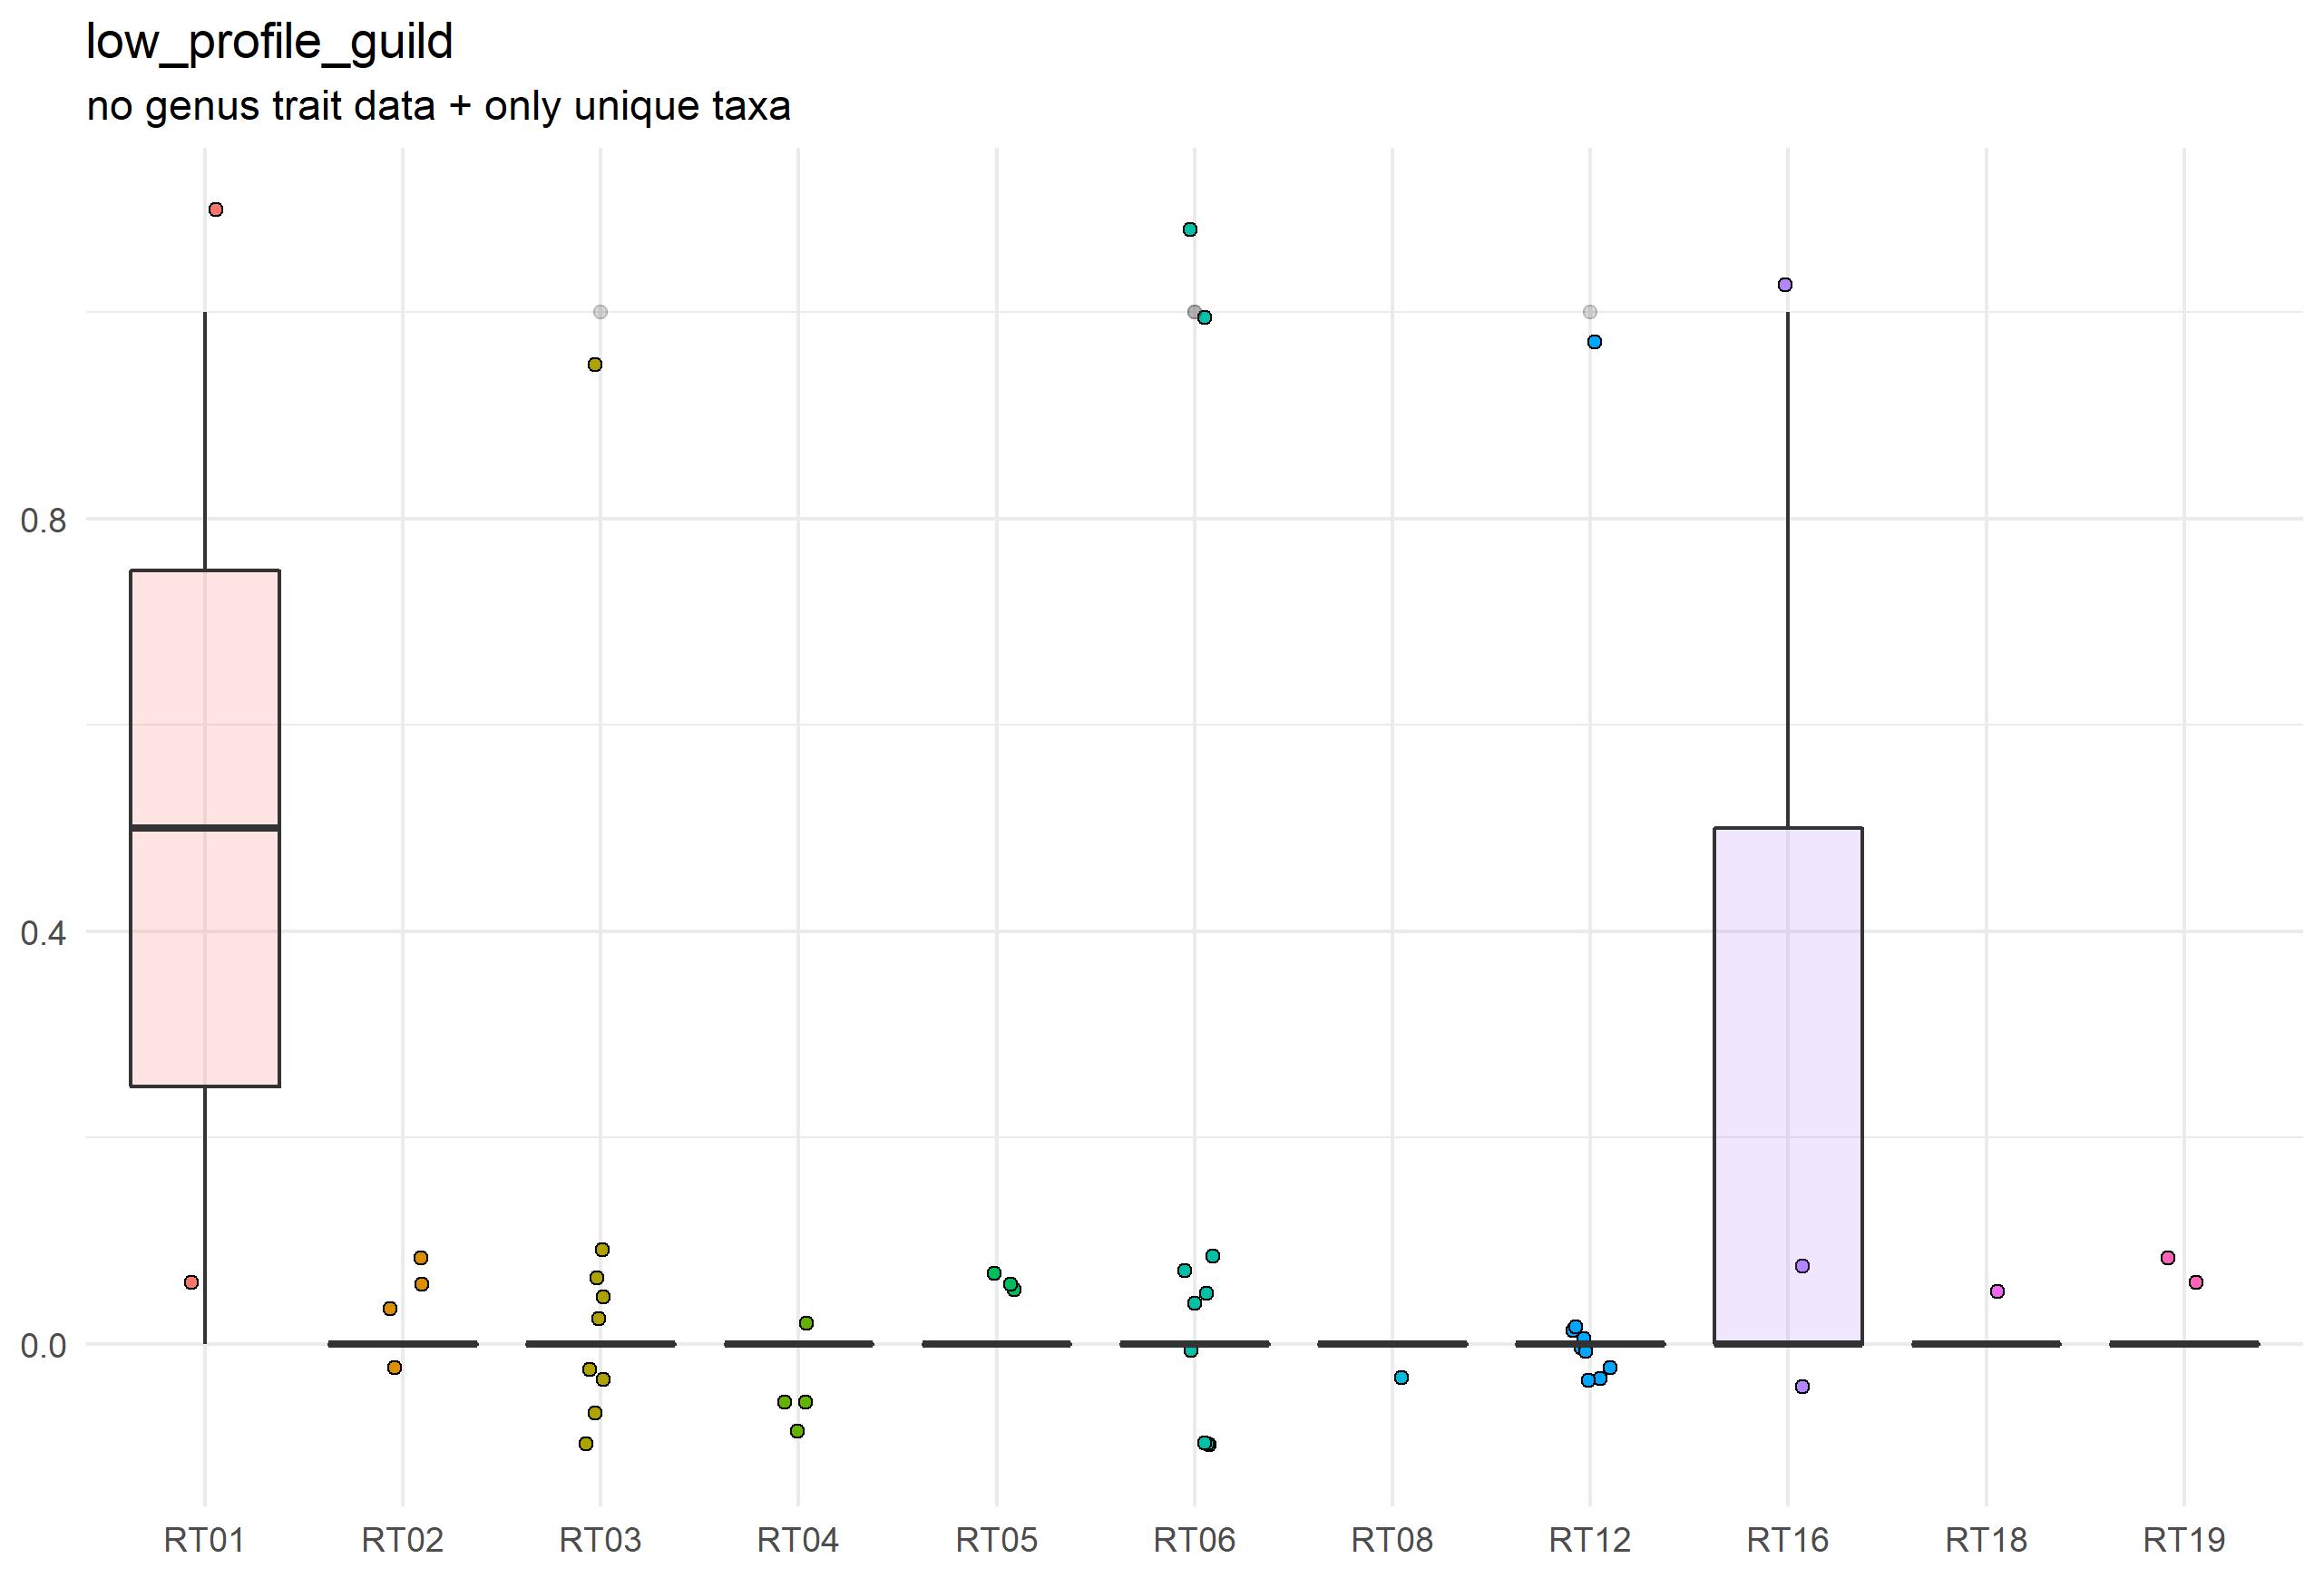 low_profile_guild
no genus trait data + only unique taxa
0.8
0.4
0.0
RT01 RT02 RT03 RT04 RT05 RT06 RT08 RT12 RT16 RT18 RT19